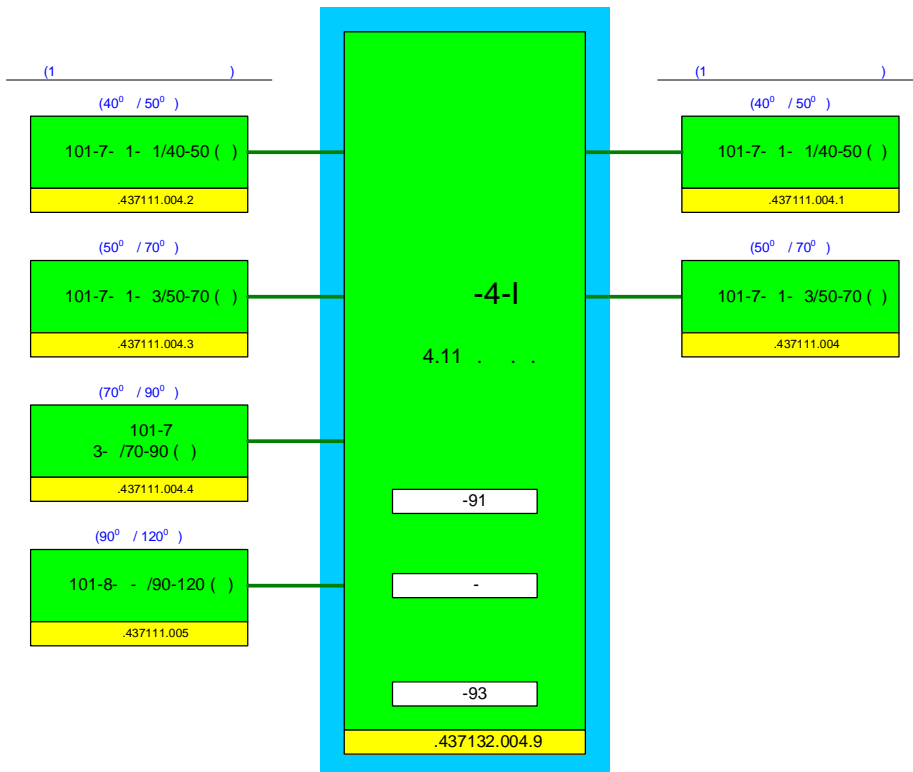 (1 )
(40⁰ / 50⁰ )
101-7- 1- 1/40-50 ( )
.437111.004.2
(50⁰ / 70⁰ )
101-7- 1- 3/50-70 ( )
.437111.004.3
(70⁰ / 90⁰ )
101-7
3- /70-90 ( )
.437111.004.4
(90⁰ / 120⁰ )
101-8- - /90-120 ( )
.437111.005
-4-I
4.11 . . .
-91
-
-93
.437132.004.9
(1 )
(40⁰ / 50⁰ )
101-7- 1- 1/40-50 ( )
.437111.004.1
(50⁰ / 70⁰ )
101-7- 1- 3/50-70 ( )
.437111.004